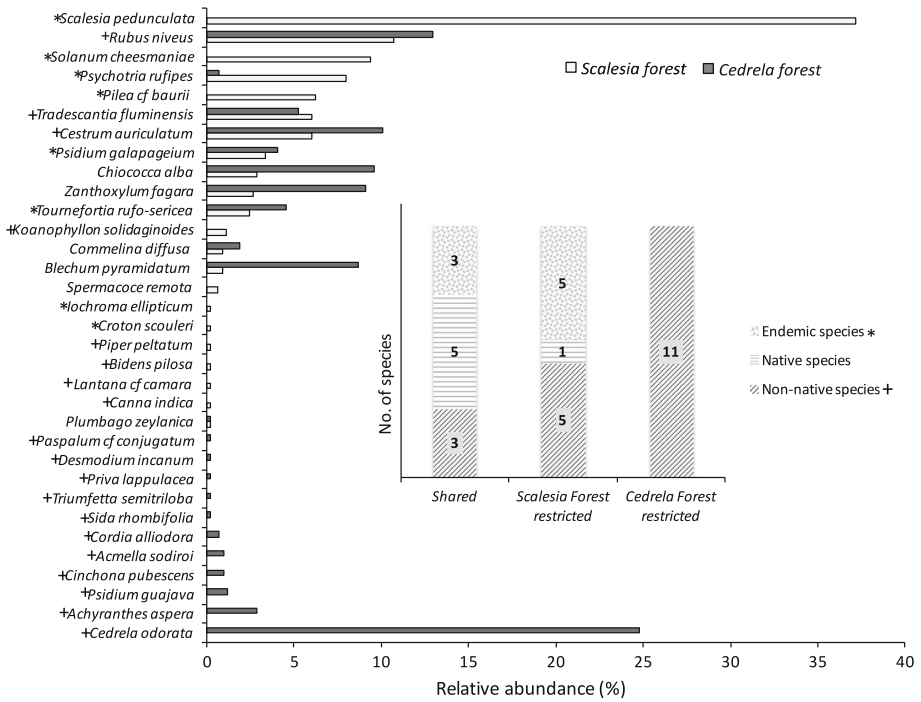 *Scalesia pedunculata
+Rubus niveus
*Solanum cheesmaniae
*Psychotria rufipes
*Pilea cf baurii
+Tradescantia fluminensis
+Cestrum auriculatum
*Psidium galapageium
Chiococca alba
Zanthoxylum fagara
*Tournefortia rufo-sericea
+Koanophyllon solidaginoides
Commelina diffusa
Blechum pyramidatum
Spermacoce remota
*Iochroma ellipticum
*Croton scouleri
+Piper peltatum
+Bidens pilosa
+Lantana cf camara
+Canna indica
Plumbago zeylanica
+Paspalum cf conjugatum
+Desmodium incanum
+Priva lappulacea
+Triumfetta semitriloba
+Sida rhombifolia
+Cordia alliodora
+Acmella sodiroi
+Cinchona pubescens
+Psidium guajava
+Achyranthes aspera
+Cedrela odorata
0 5 10 15 20 25 30 35 40
Relative abundance (%)
Scalesia forest Cedrela forest
No. of species
3 5
5 1 11
3 5
Shared Scalesia Forest restricted Cedrela Forest restricted
Endemic species *
Native species
Non-native species +